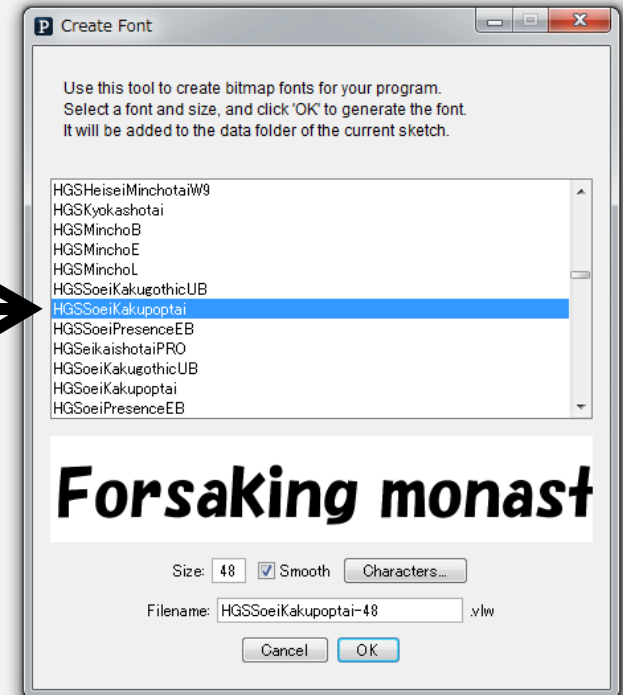 Create Font
Use this tool to create bitmap fonts for your program.
Select a font and size, and click 'OK' to generate the font.
It will be added to the data folder of the current sketch.
HGSHeiseiMinchotaiW9
HGSKyokashotai
HGSMinchoB
HGSMinchoE
HGSMinchoL
HGSSoeiKakugothicUB
HGSSoeiKakupoptai
HGSSoeiPresenceEB
HGSeikaishotaiPRO
HGSoeiKakugothicUB
HGSoeiKakupoptai
HGSoeiPresenceEB
Forsaking monast
Size: 48 Smooth Characters...
Filename: HGSSoeiKakupoptai-48 .vlw
Cancel OK